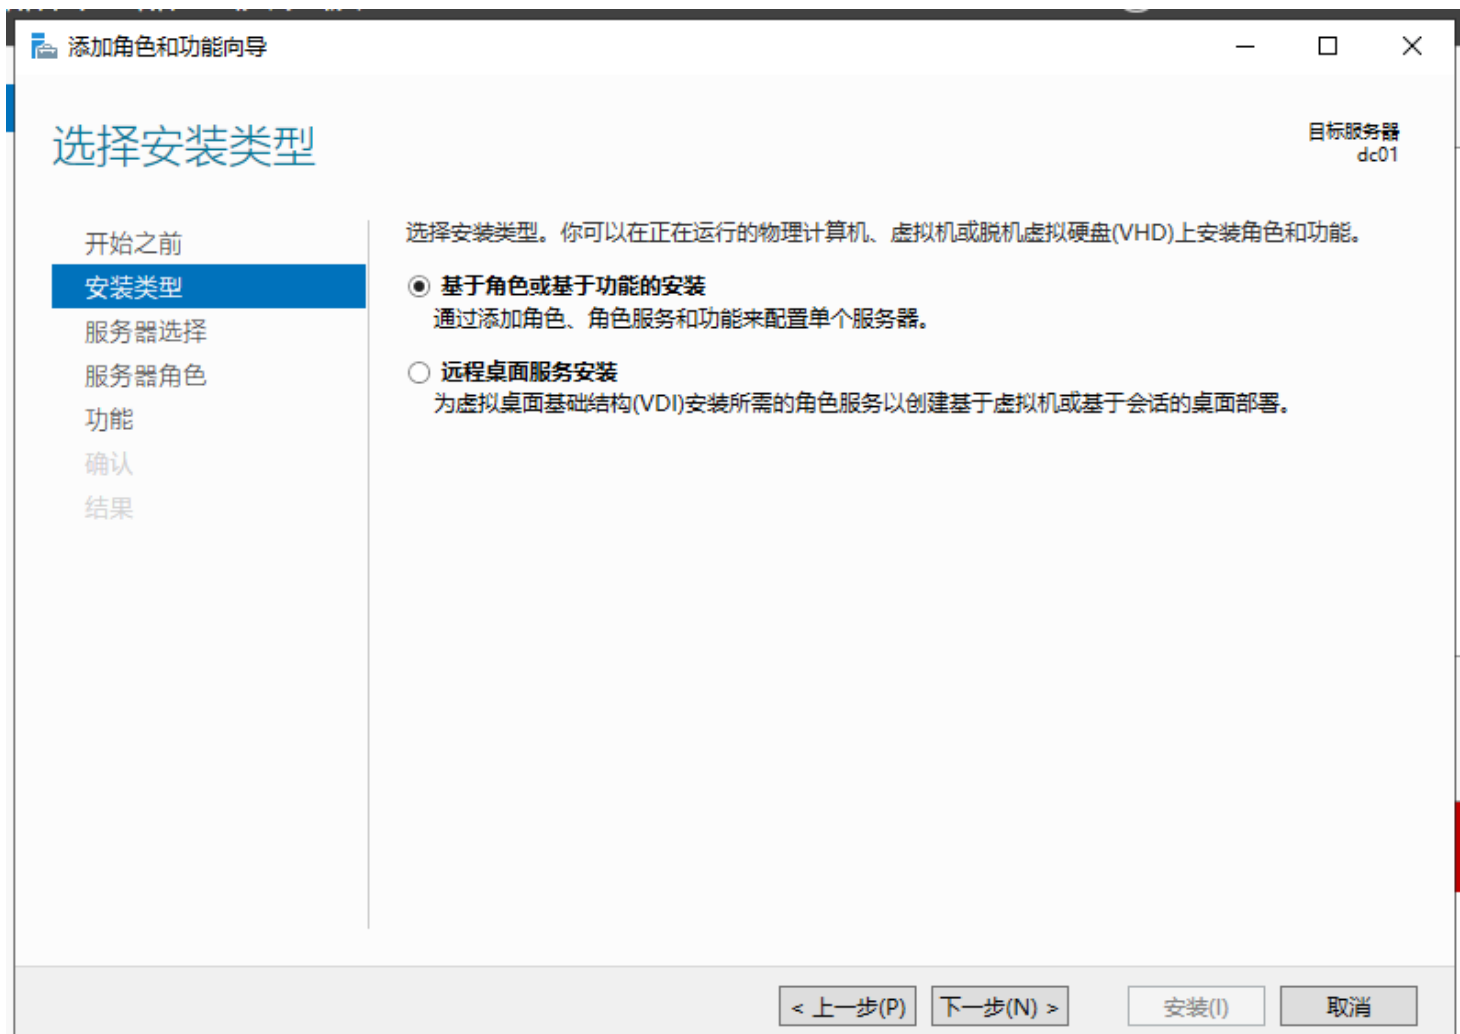 添加角色和功能向导
选择安装类型
目标服务器
dc01
开始之前
安装类型
服务器选择
服务器角色
功能
确认
结果
选择安装类型。你可以在正在运行的物理计算机、虚拟机或脱机虚拟硬盘(VHD)上安装角色和功能。
基于角色或基于功能的安装
通过添加角色、角色服务和功能来配置单个服务器。
远程桌面服务安装
为虚拟桌面基础结构(VDI)安装所需的角色服务以创建基于虚拟机或基于会话的桌面部署。
< 上一步(P)
下一步(N) >
安装(I)
取消